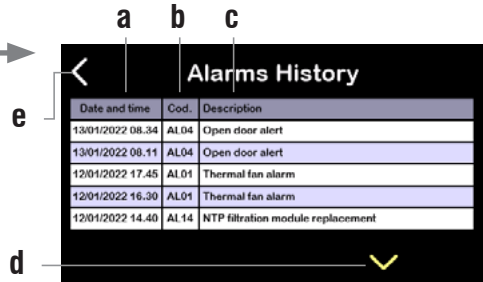 a b c
Alarms History
e
Date and time Cod. Description
13/01/2022 08.34 AL04 Open door alert
13/01/2022 08.11 AL04 Open door alert
12/01/2022 17.45 AL01 Thermal fan alarm
12/01/2022 16.30 AL01 Thermal fan alarm
12/01/2022 14.40 AL14 NTP filtration module replacement
d